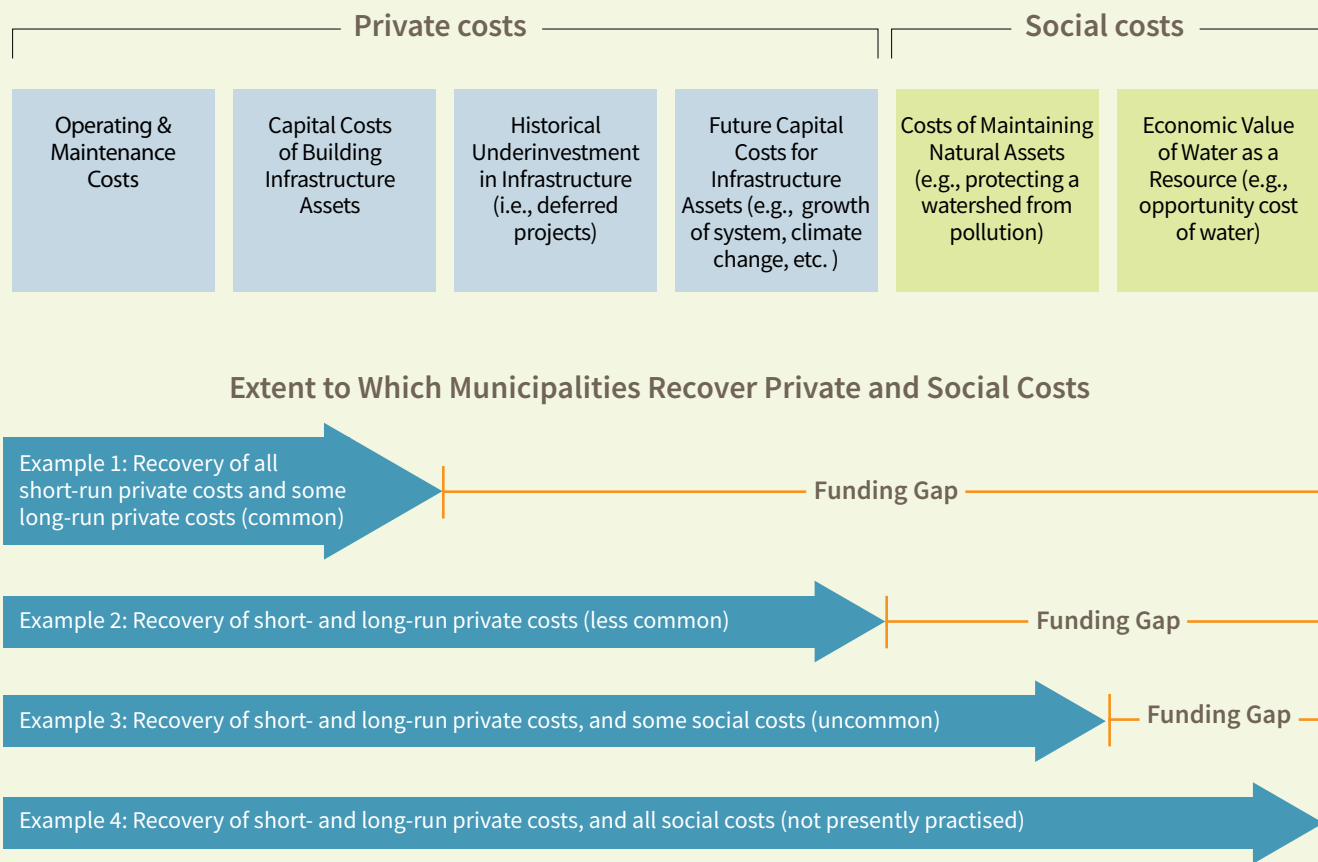 Private costs
Social costs
Operating &
Maintenance
Costs
Capital Costs
of Building
Infrastructure
Assets
Historical
Underinvestment
in Infrastructure
(i.e., deferred
projects)
Future Capital
Costs for
Infrastructure
Assets (e.g., growth
of system, climate
change, etc. )
Costs of Maintaining
Natural Assets
(e.g., protecting a
watershed from
pollution)
Economic Value
of Water as a
Resource (e.g.,
opportunity cost
of water)
Extent to Which Municipalities Recover Private and Social Costs
Example 1: Recovery of all
short-run private costs and some
long-run private costs (common)
Funding Gap
Example 2: Recovery of short- and long-run private costs (less common)
Funding Gap
Example 3: Recovery of short- and long-run private costs, and some social costs (uncommon)
Funding Gap
Example 4: Recovery of short- and long-run private costs, and all social costs (not presently practised)